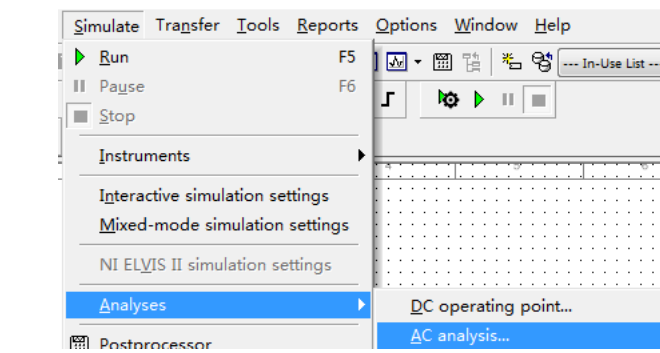 Simulate Transfer Tools Reports Options Window Help
Run F5
--- In-Use List --
Pause F6
Stop
Instruments
Interactive simulation settings
Mixed-mode simulation settings
NI ELVIS II simulation settings
Analyses
DC operating point...
AC analysis...
Postprocessor